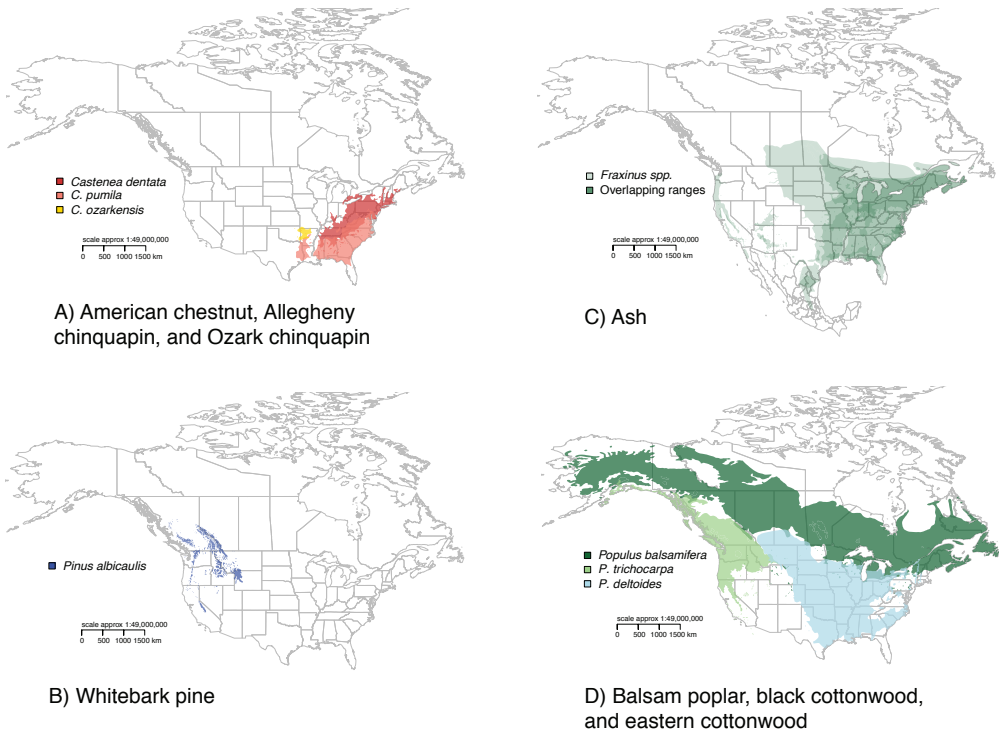 Castenea dentata
C. pumila
C. ozarkensis
scale approx 1:49,000,000
0 500 1000 1500 km
A) American chestnut, Allegheny
chinquapin, and Ozark chinquapin
Fraxinus spp.
Overlapping ranges
scale approx 1:49,000,000
0 500 1000 1500 km
C) Ash
Pinus albicaulis
scale approx 1:49,000,000
0 500 1000 1500 km
B) Whitebark pine
Populus balsamifera
P. trichocarpa
P. deltoides
scale approx 1:49,000,000
0 500 1000 1500 km
D) Balsam poplar, black cottonwood,
and eastern cottonwood